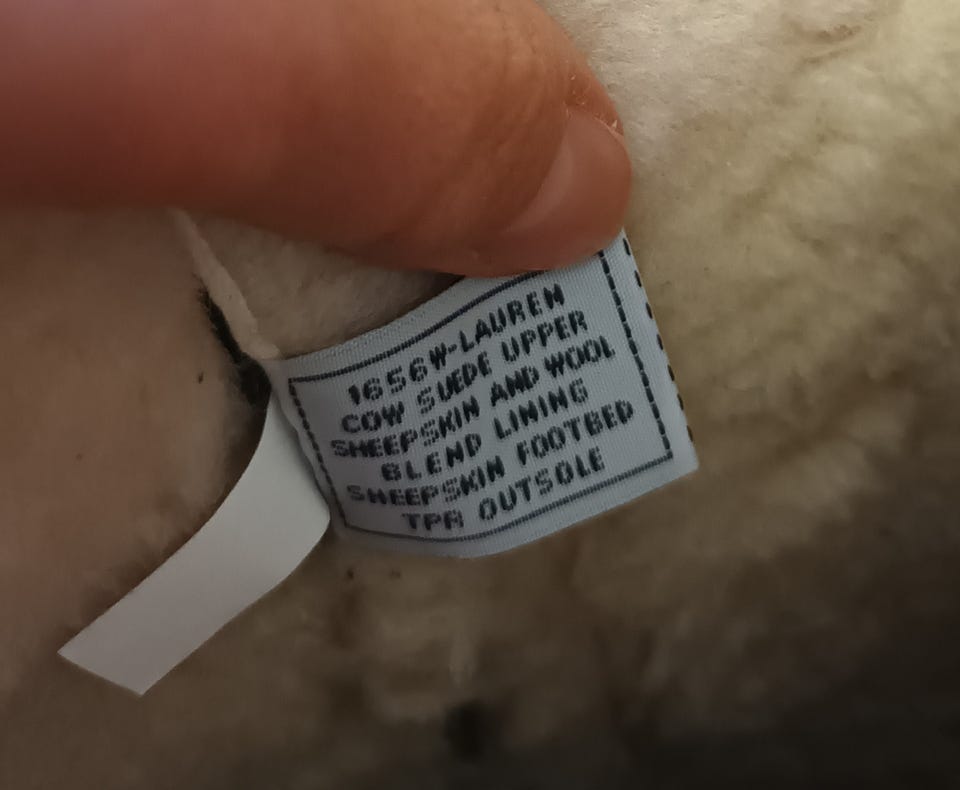 1656W-LAUREN
COW SUEDE UPPER
SHEEPSKIN AND WOOL
BLEND LINING
SHEEPSKIN FOOTBED
TPR OUTSOLE